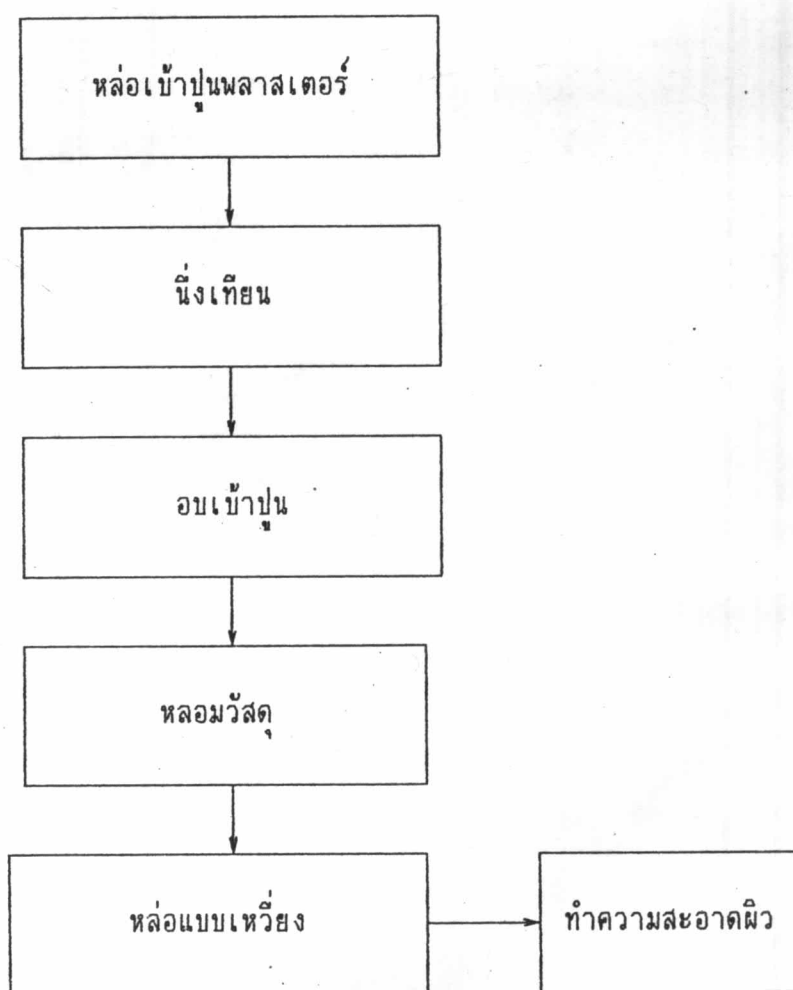 หล่อเบ้าปูนพลาสเตอร์
นึ่งเทียน
อบเบ้าปูน
หลอมวัสดุ
หล่อแบบเหวี่ยง
ทำความสะอาดผิว